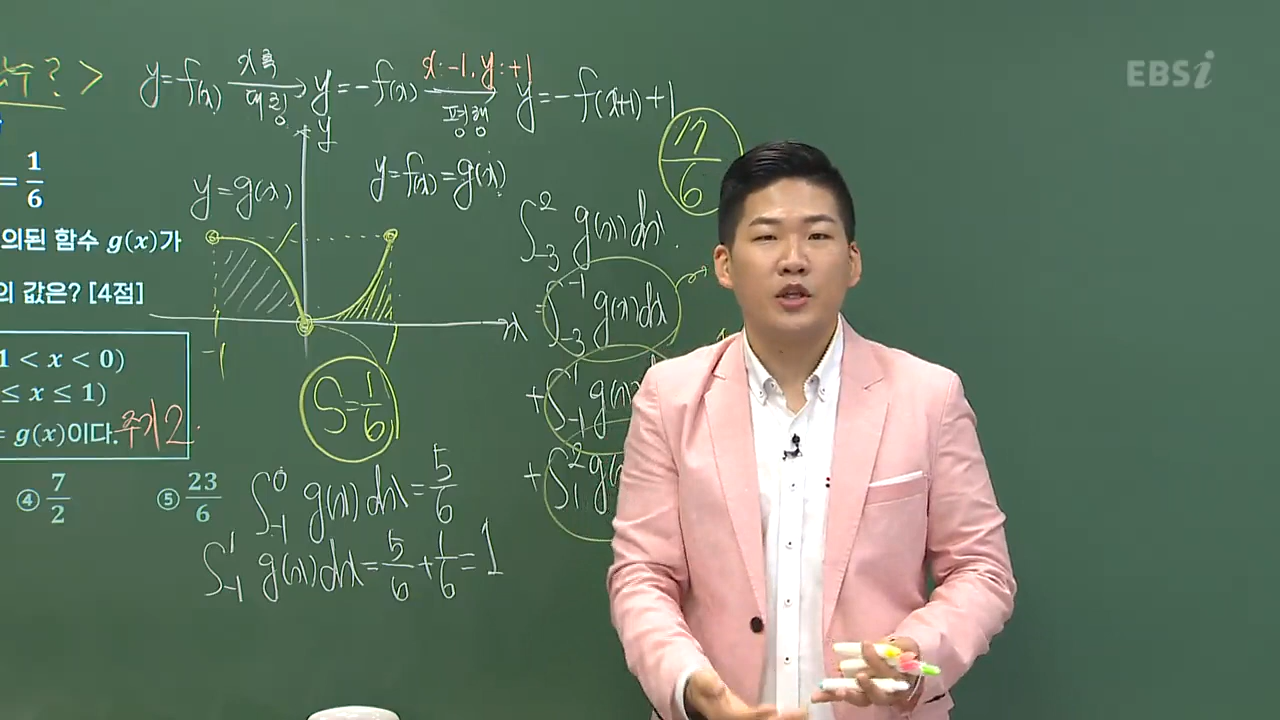 EBSi
수? >
y=f(x) x축 대칭 → y=-f(x) x:-1, y:+1 평행 → y=-f(x+1)+1
y
17/6
= 1/6
y=f(x)=g(x)
y=g(x)
의된 함수 g(x)가
의 값은? [4점]
-1
1
x
1 < x < 0)
≤ x ≤ 1)
= g(x)이다. 주기 2.
④ 7/2 ⑤ 23/6
S=1/6
∫_{-3}^{2} g(x)dx.
=∫_{-3}^{-1} g(x)dx
+∫_{-1}^{1} g(x)
+∫_{1}^{2} g(
∫_{-1}^{0} g(x)dx=5/6
∫_{-1}^{1} g(x)dx=5/6+1/6=1